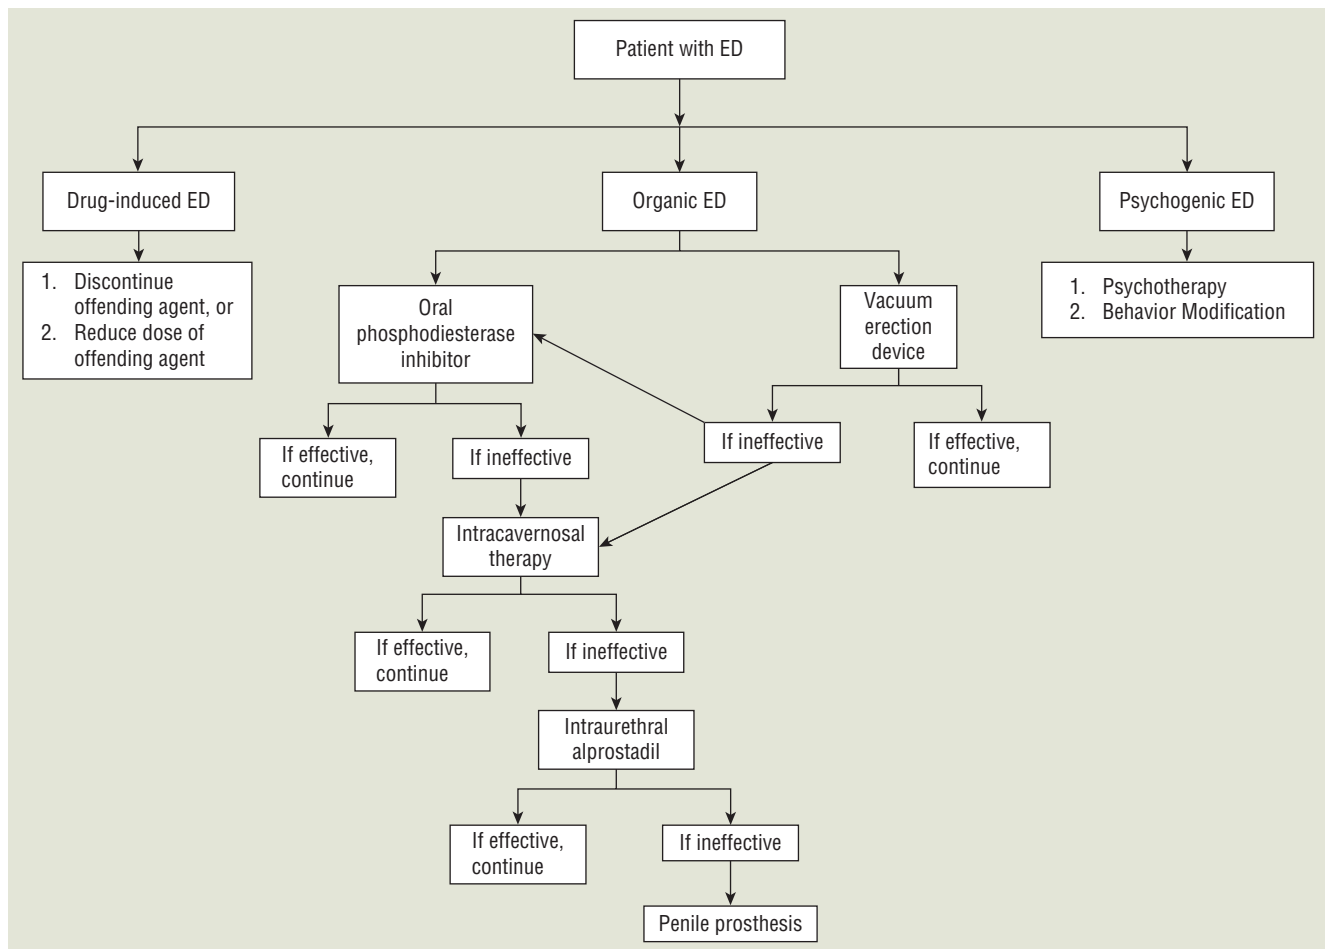 Patient with ED
Drug-induced ED
Organic ED
Psychogenic ED
1. Discontinue
offending agent, or
2. Reduce dose of
offending agent
Oral
phosphodiesterase
inhibitor
Vacuum
erection
device
1. Psychotherapy
2. Behavior Modification
If effective,
continue
If ineffective
If ineffective
If effective,
continue
Intracavernosal
therapy
If effective,
continue
If ineffective
Intraurethral
alprostadil
If effective,
continue
If ineffective
Penile prosthesis